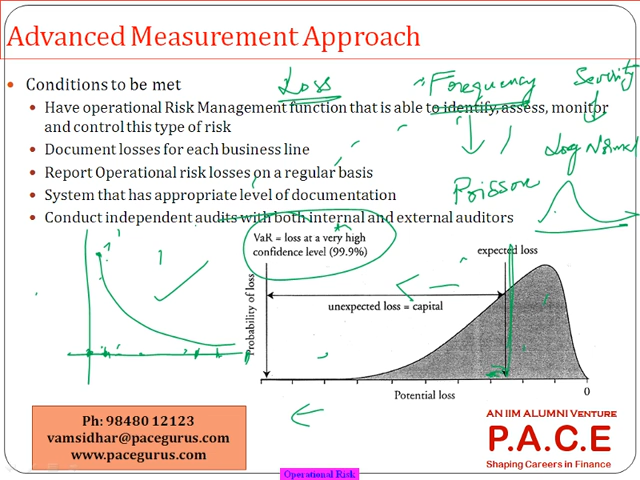 Advanced Measurement Approach
• Conditions to be met
Loss
Frequency
Severity
• Have operational Risk Management function that is able to identify, assess, monitor
and control this type of risk
• Document losses for each business line
Log Normal
• Report Operational risk losses on a regular basis
• System that has appropriate level of documentation
Poisson
• Conduct independent audits with both internal and external auditors
VaR = loss at a very high
confidence level (99.9%)
expected loss
unexpected loss = capital
Probability of loss
Potential loss
0
Ph: 98480 12123
vamsidhar@pacegurus.com
www.pacegurus.com
AN IIM ALUMNI VENTURE
P.A.C.E
Shaping Careers in Finance
Operational Risk